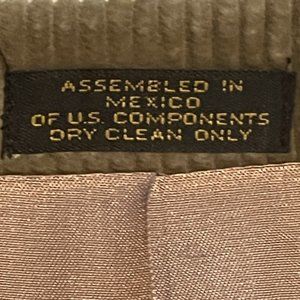 ASSEMBLED IN
MEXICO
OF U.S. COMPONENTS
DRY CLEAN ONLY